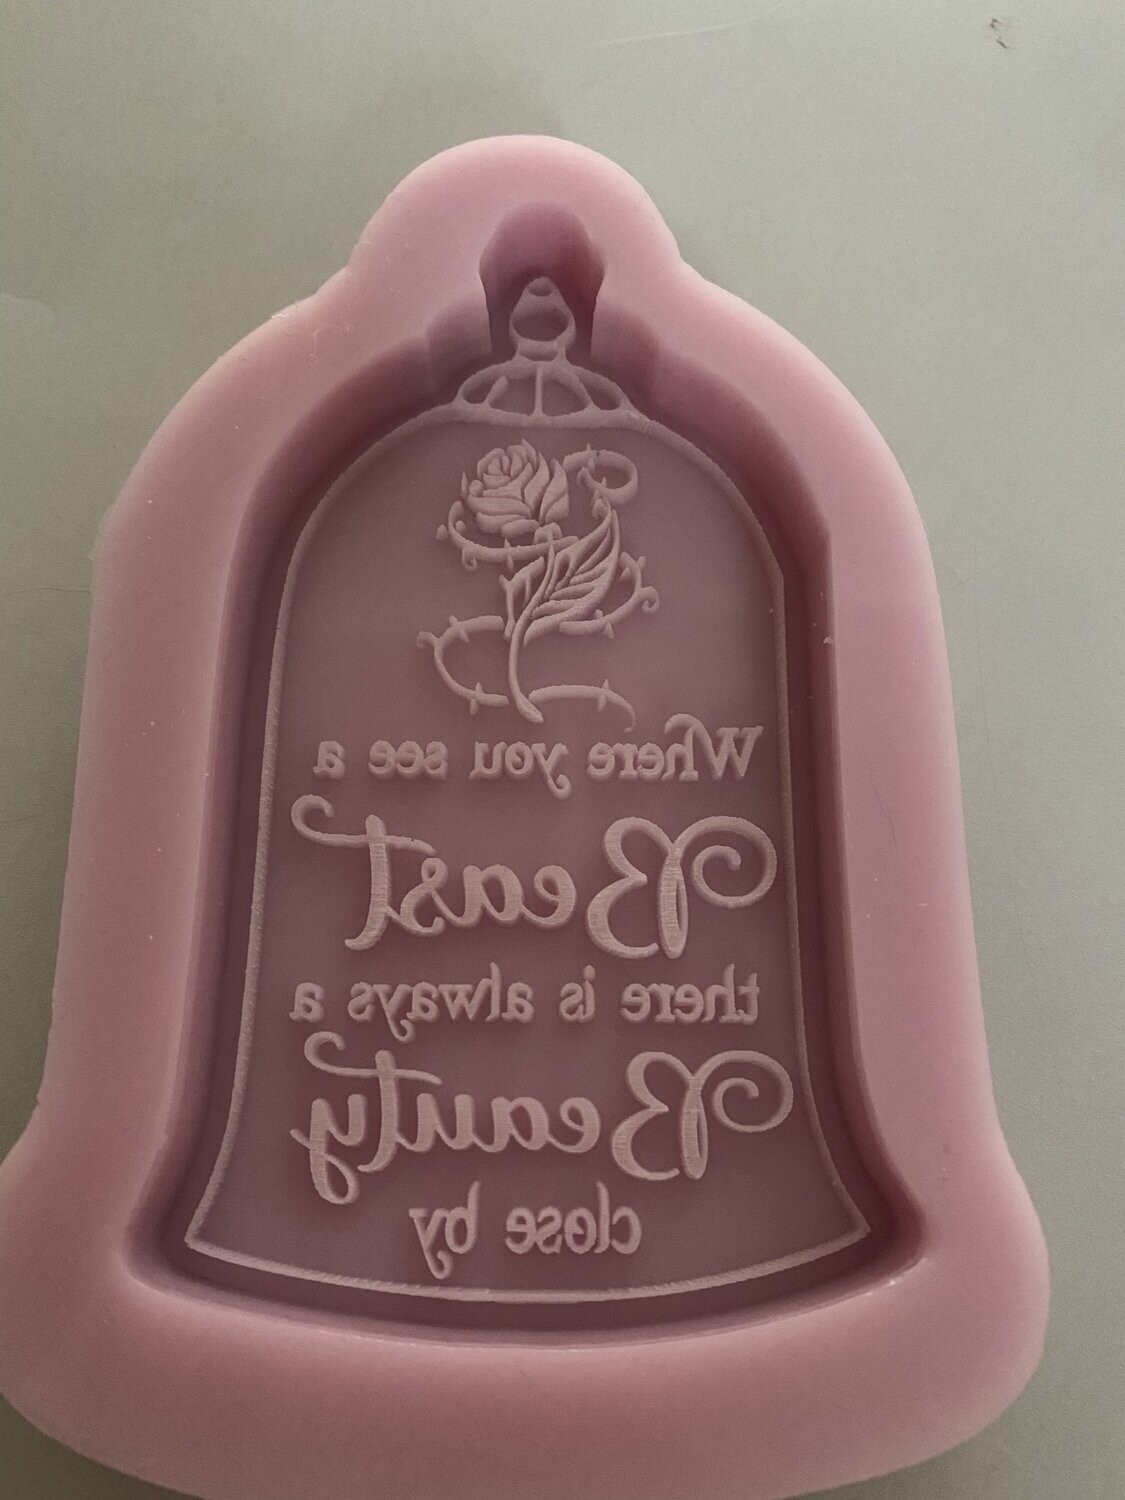 Where you see a
Beast
there is always a
Beauty
close by